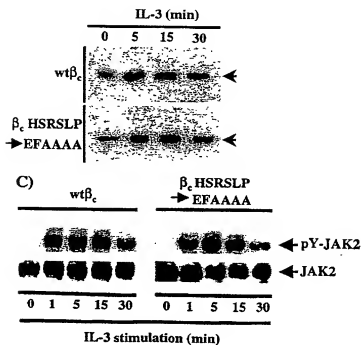 IL-3 (min)
0 5 15 30
wtβc
βc HSRSLP
→EFAAAA
C)
wtβc
βc HSRSLP
→ EFAAAA
pY-JAK2
JAK2
0 1 5 15 30 0 1 5 15 30
IL-3 stimulation (min)